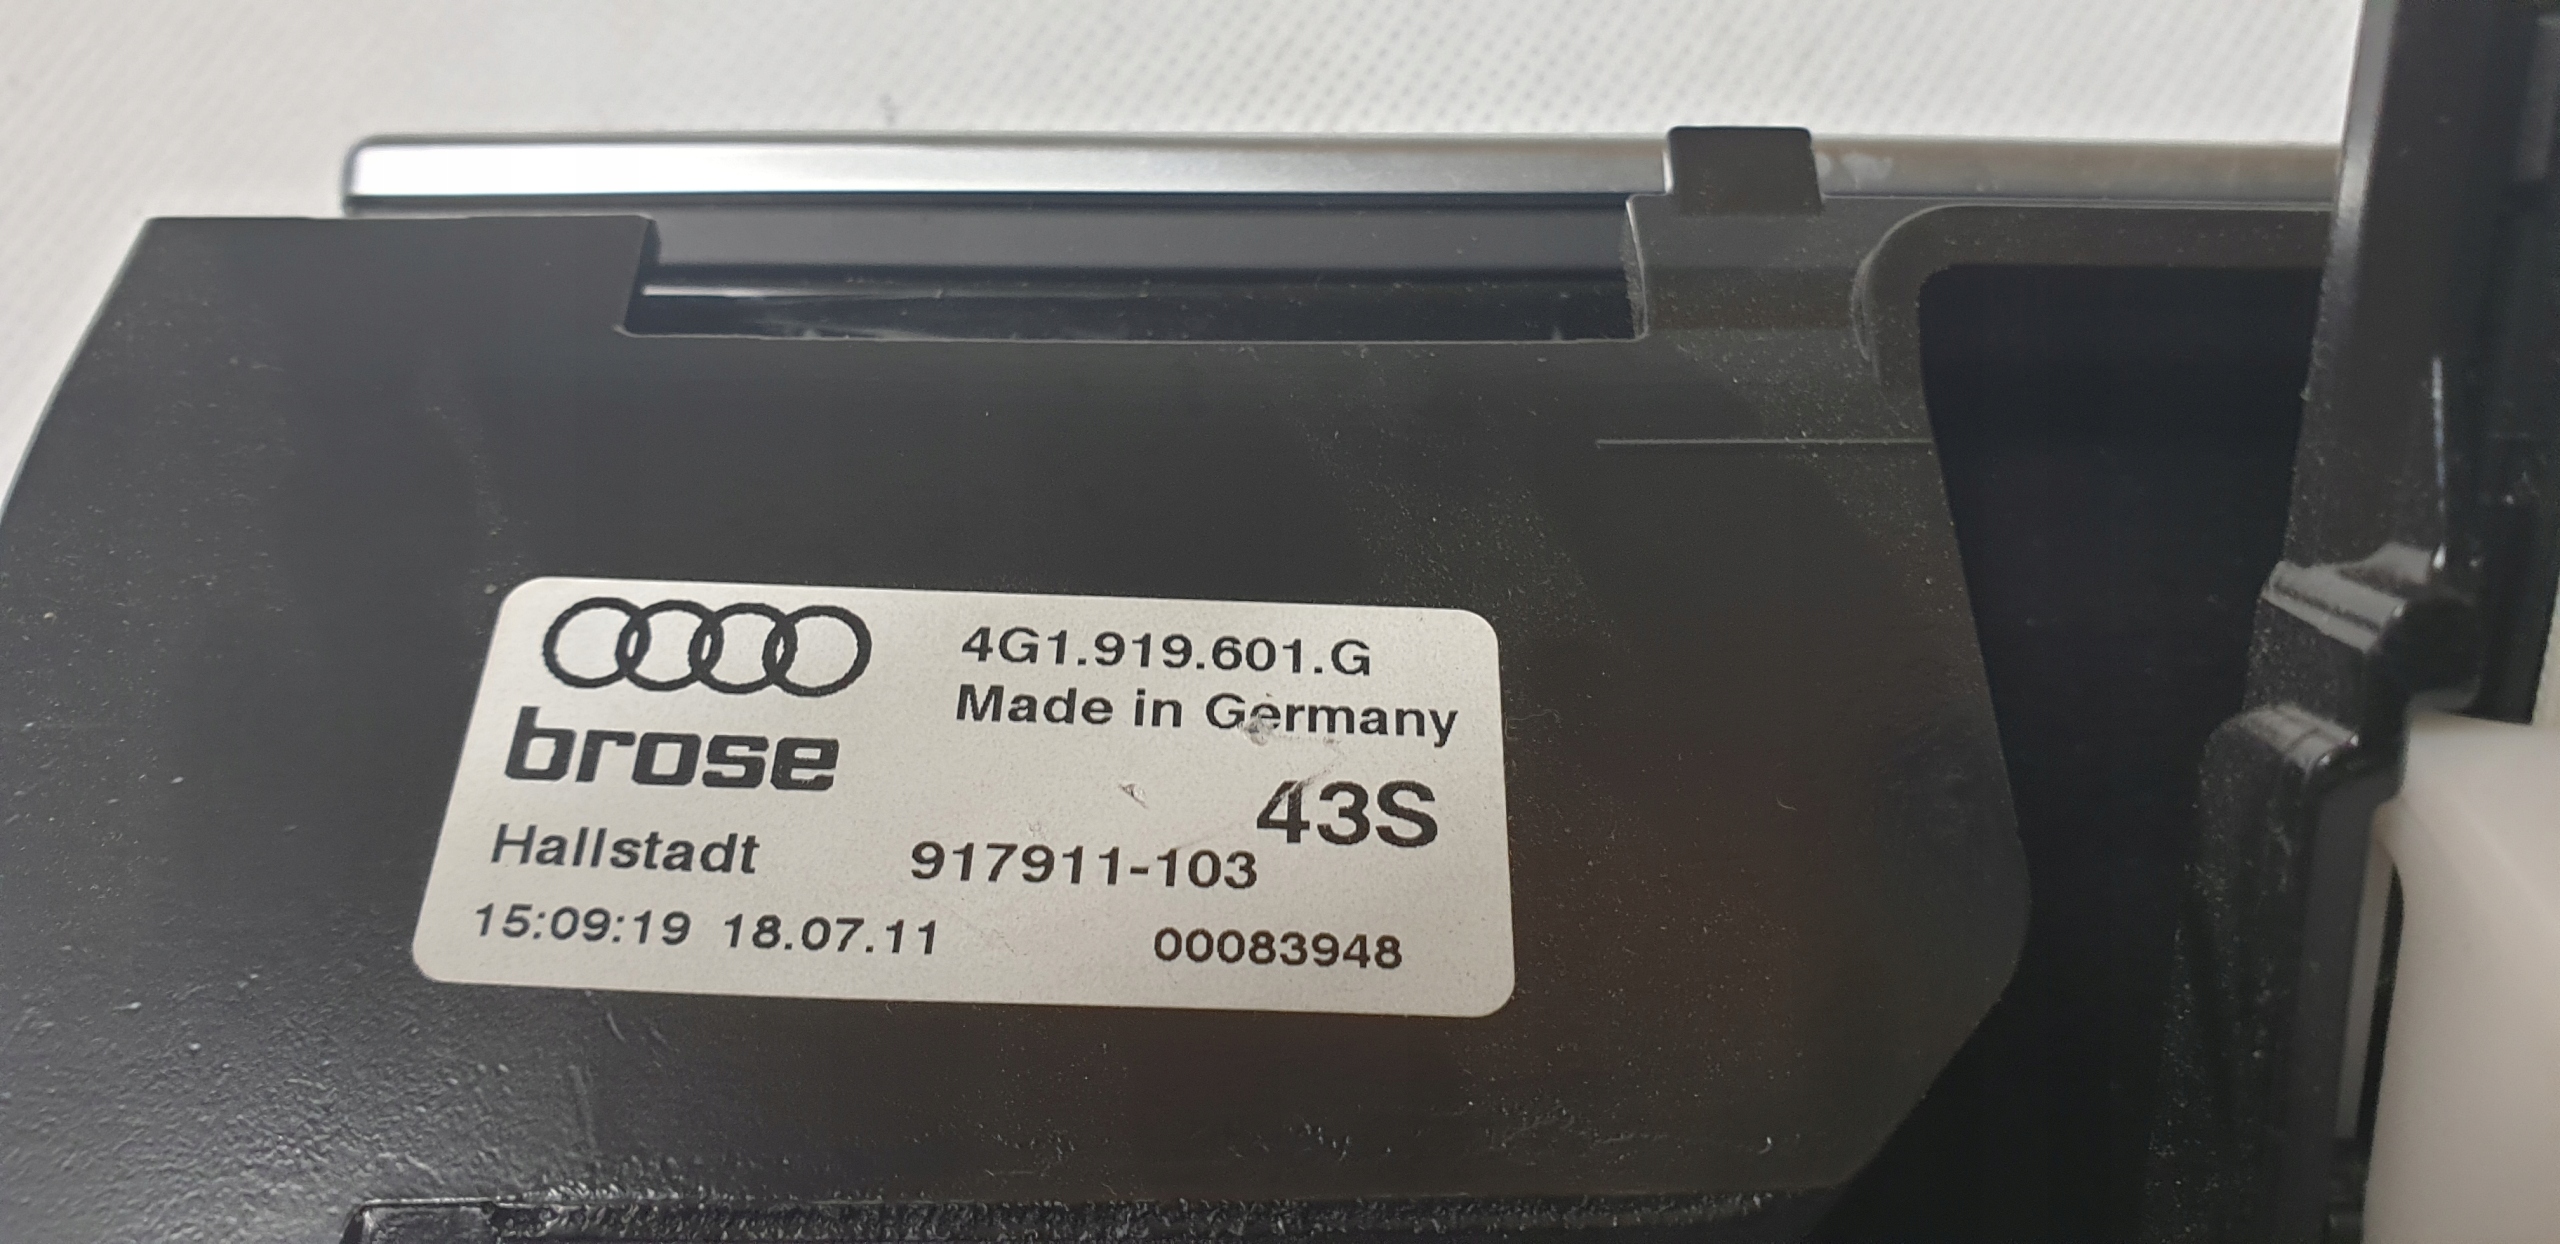 4G1.919.601.G
Made in Germany
brose
43S
Hallstadt 917911-103
15:09:19 18.07.11 00083948